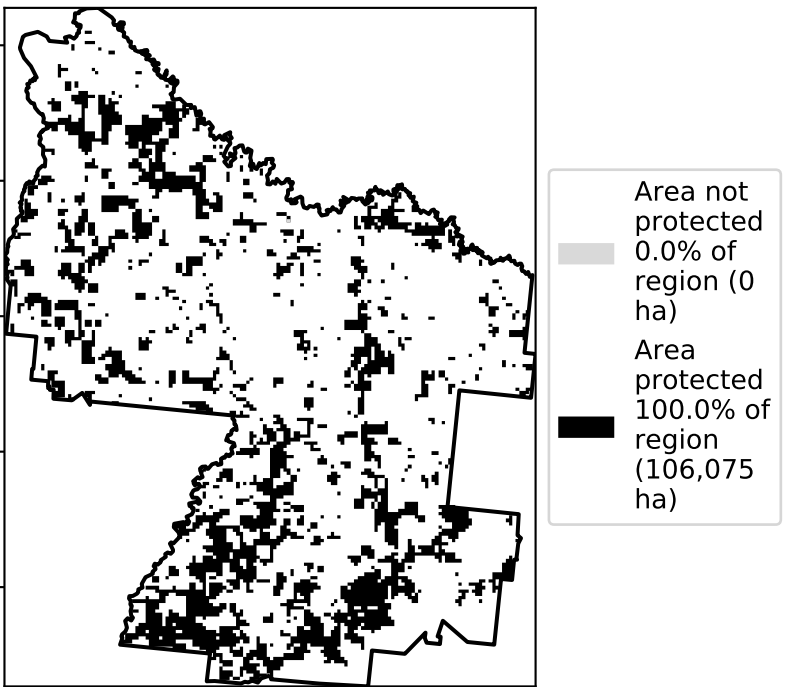 Area not
protected
0.0% of
region (0
ha)
Area
protected
100.0% of
region
(106,075
ha)